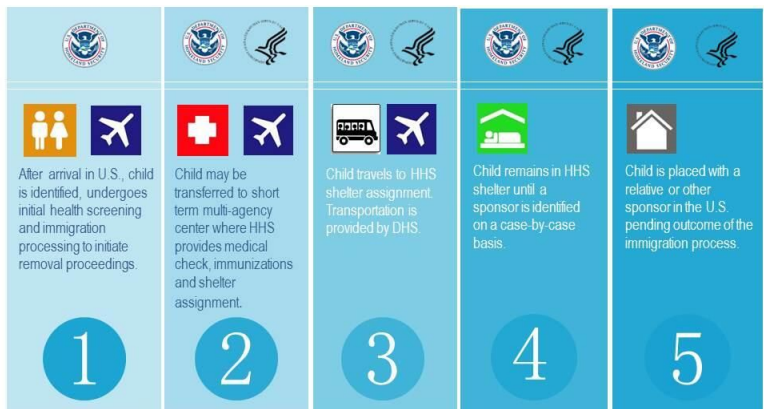 After arrival in U.S., child
is identified, undergoes
initial health screening
and immigration
processing to initiate
removal proceedings.
1
Child may be
transferred to short
term multi-agency
center where HHS
provides medical
check, immunizations
and shelter
assignment.
2
Child travels to HHS
shelter assignment.
Transportation is
provided by DHS.
3
Child remains in HHS
shelter until a
sponsor is identified
on a case-by-case
basis.
4
Child is placed with a
relative or other
sponsor in the U.S.
pending outcome of the
immigration process.
5